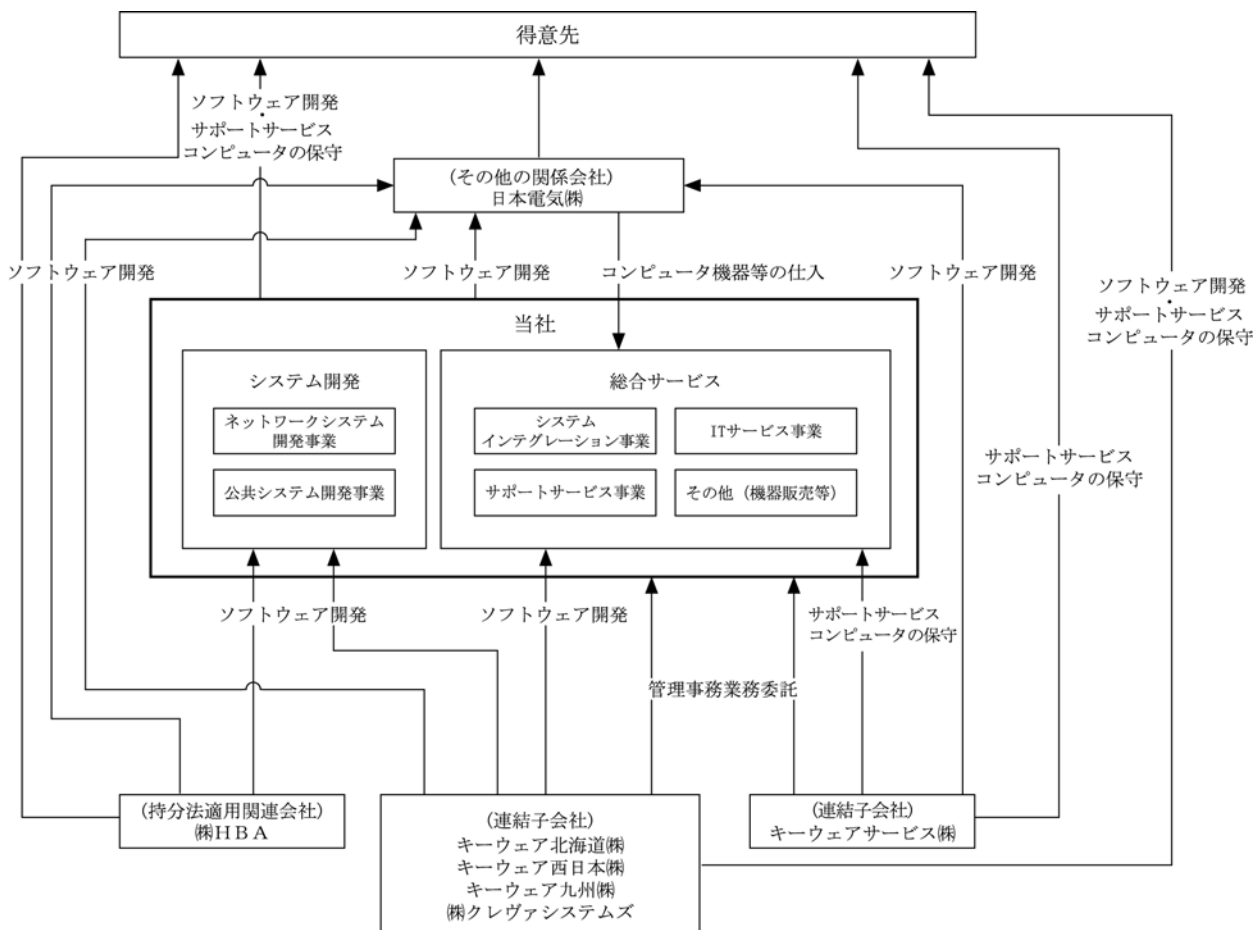 得意先
ソフトウェア開発
・
サポートサービス
コンピュータの保守
(その他の関係会社)
日本電気㈱
ソフトウェア開発
ソフトウェア開発
コンピュータ機器等の仕入
ソフトウェア開発
ソフトウェア開発
・
サポートサービス
コンピュータの保守
当社
システム開発
ネットワークシステム
開発事業
公共システム開発事業
総合サービス
システム
インテグレーション事業
ITサービス事業
サポートサービス事業
その他（機器販売等）
サポートサービス
コンピュータの保守
ソフトウェア開発
ソフトウェア開発
サポートサービス
コンピュータの保守
管理事務業務委託
(持分法適用関連会社)
㈱ＨＢＡ
(連結子会社)
キーウェア北海道㈱
キーウェア西日本㈱
キーウェア九州㈱
㈱クレヴァシステムズ
(連結子会社)
キーウェアサービス㈱